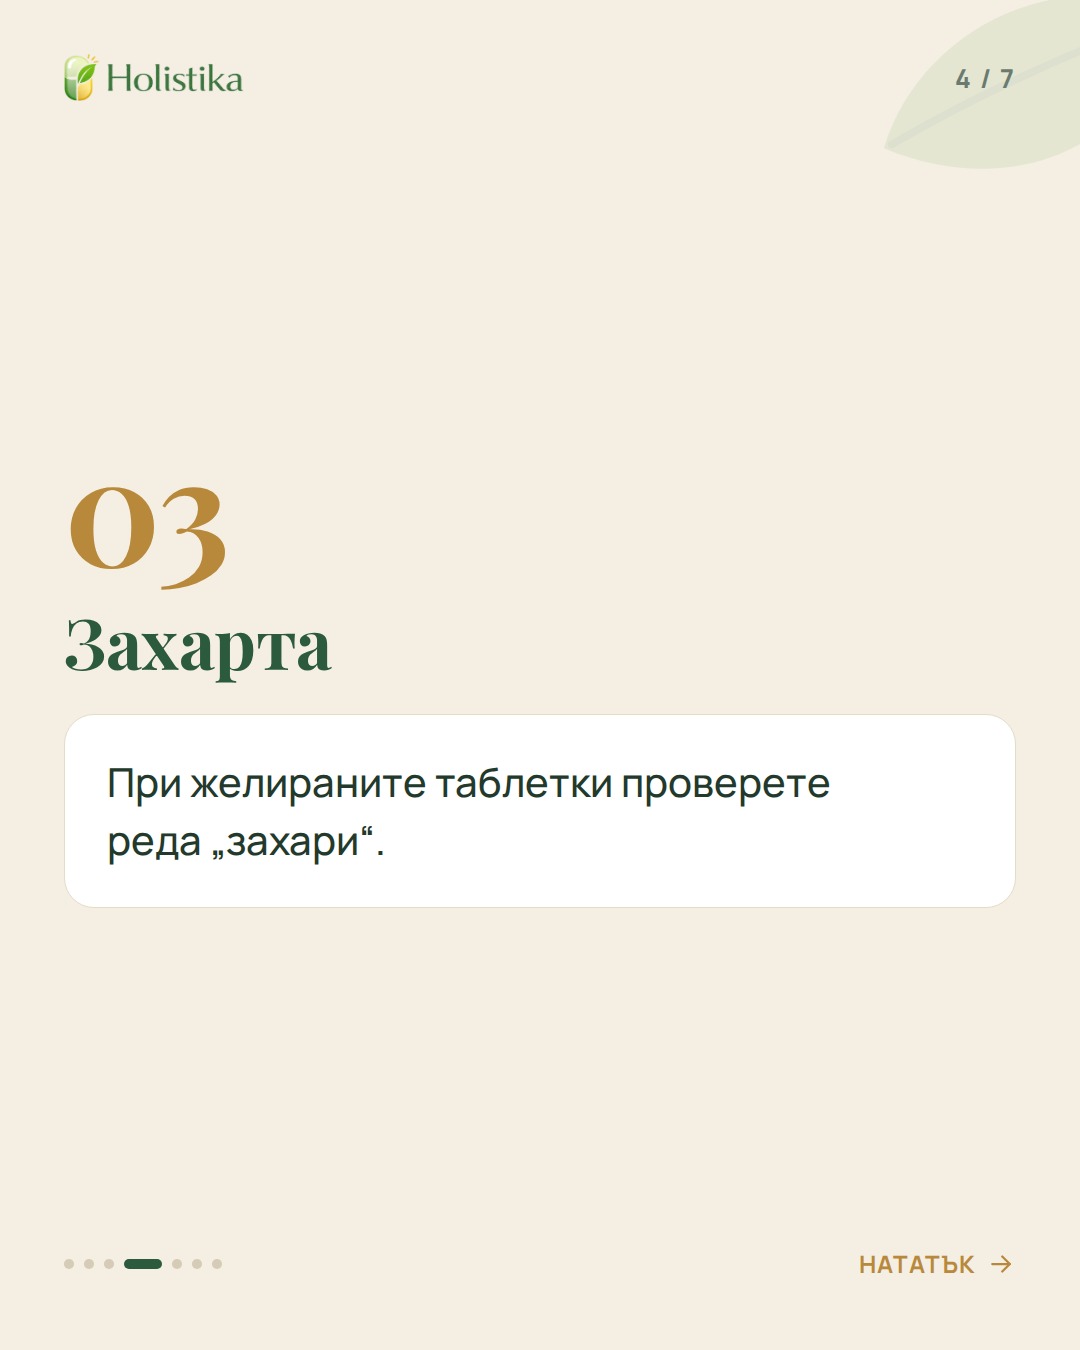 Holistika
4 / 7
03
Захарта
При желираните таблетки проверете
реда „захари“.
НАТАТЪК →